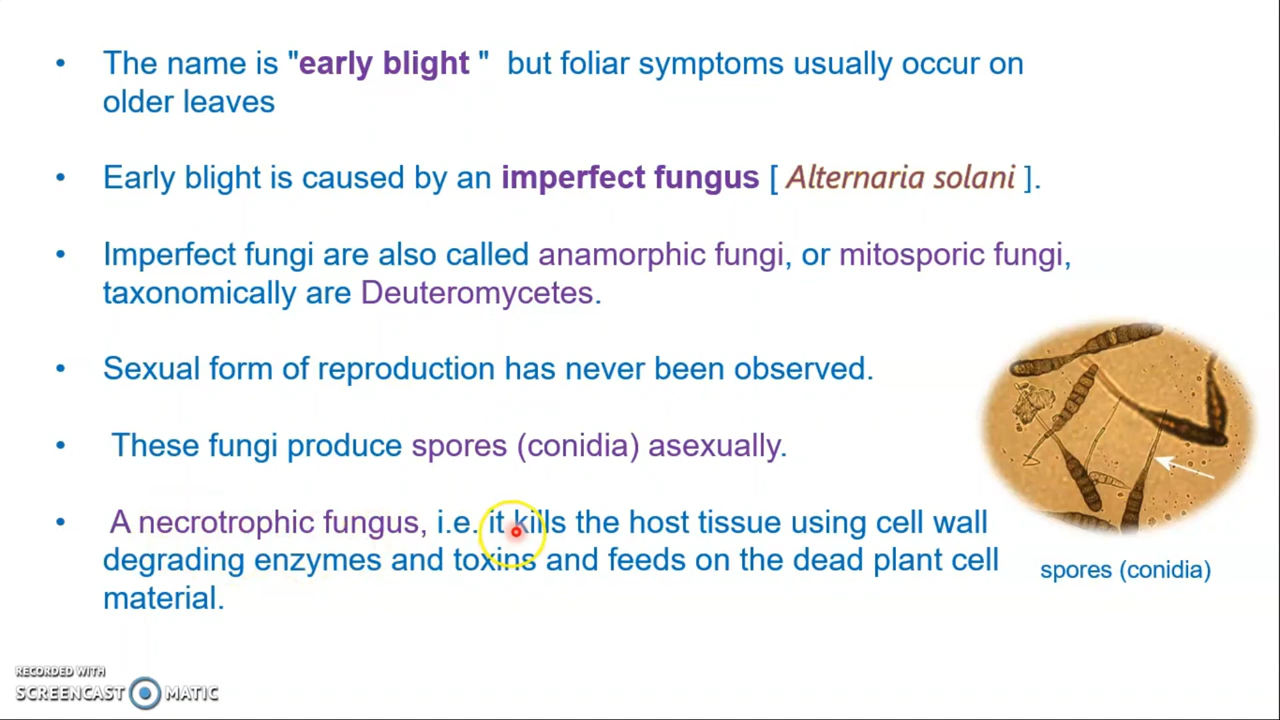 • The name is "early blight " but foliar symptoms usually occur on
older leaves
• Early blight is caused by an imperfect fungus [ Alternaria solani ].
• Imperfect fungi are also called anamorphic fungi, or mitosporic fungi,
taxonomically are Deuteromycetes.
• Sexual form of reproduction has never been observed.
• These fungi produce spores (conidia) asexually.
• A necrotrophic fungus, i.e. it kills the host tissue using cell wall
degrading enzymes and toxins and feeds on the dead plant cell
material.
spores (conidia)
RECORDED WITH
SCREENCAST MATIC